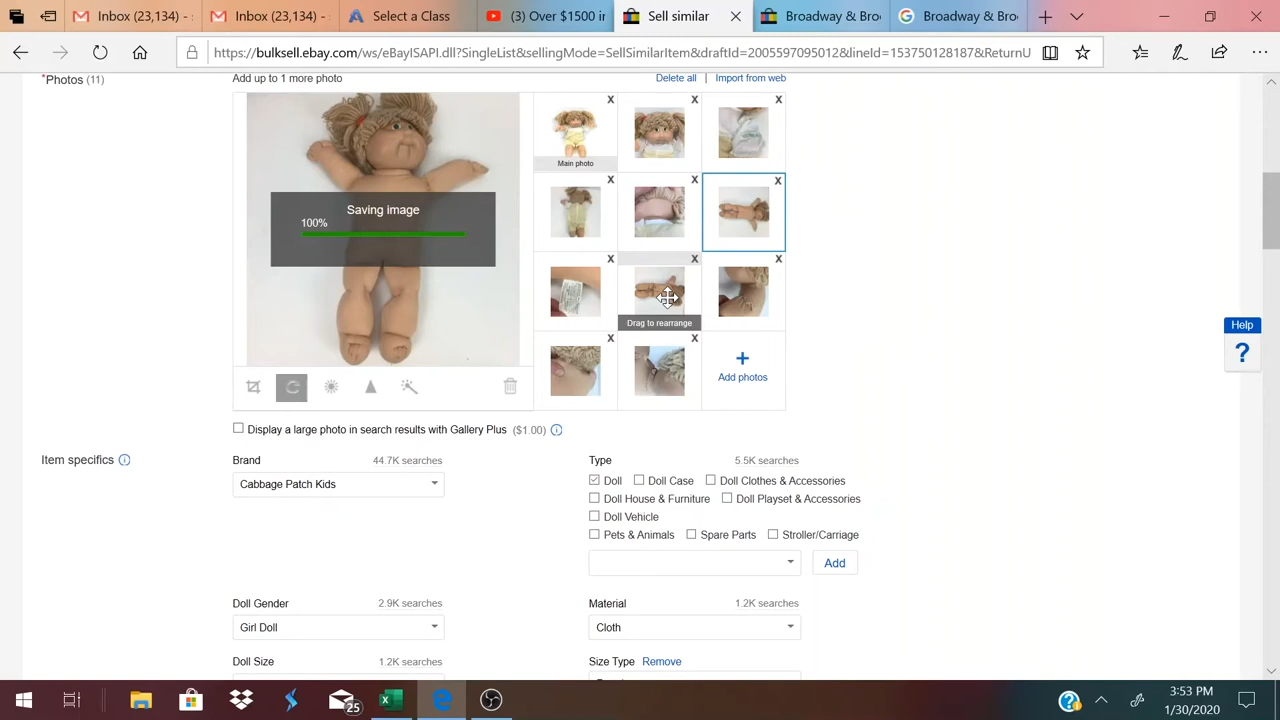 Inbox (23,134) - s
Inbox (23,134) - s
Select a Class
(3) Over $1500 in
Sell similar
Broadway & Bro
Broadway & Bro
https://bulksell.ebay.com/ws/eBayISAPI.dll?SingleList&sellingMode=SellSimilarItem&draftId=2005597095012&lineId=153750128187&ReturnU
*Photos (11)
Add up to 1 more photo
Delete all | Import from web
Saving image
100%
Main photo
Drag to rearrange
Add photos
Display a large photo in search results with Gallery Plus ($1.00)
Item specifics
Brand 44.7K searches
Cabbage Patch Kids
Type 5.5K searches
Doll Doll Case Doll Clothes & Accessories
Doll House & Furniture Doll Playset & Accessories
Doll Vehicle
Pets & Animals Spare Parts Stroller/Carriage
Add
Doll Gender 2.9K searches
Girl Doll
Material 1.2K searches
Cloth
Doll Size 1.2K searches
Size Type Remove
Help
?
25
3:53 PM
1/30/2020